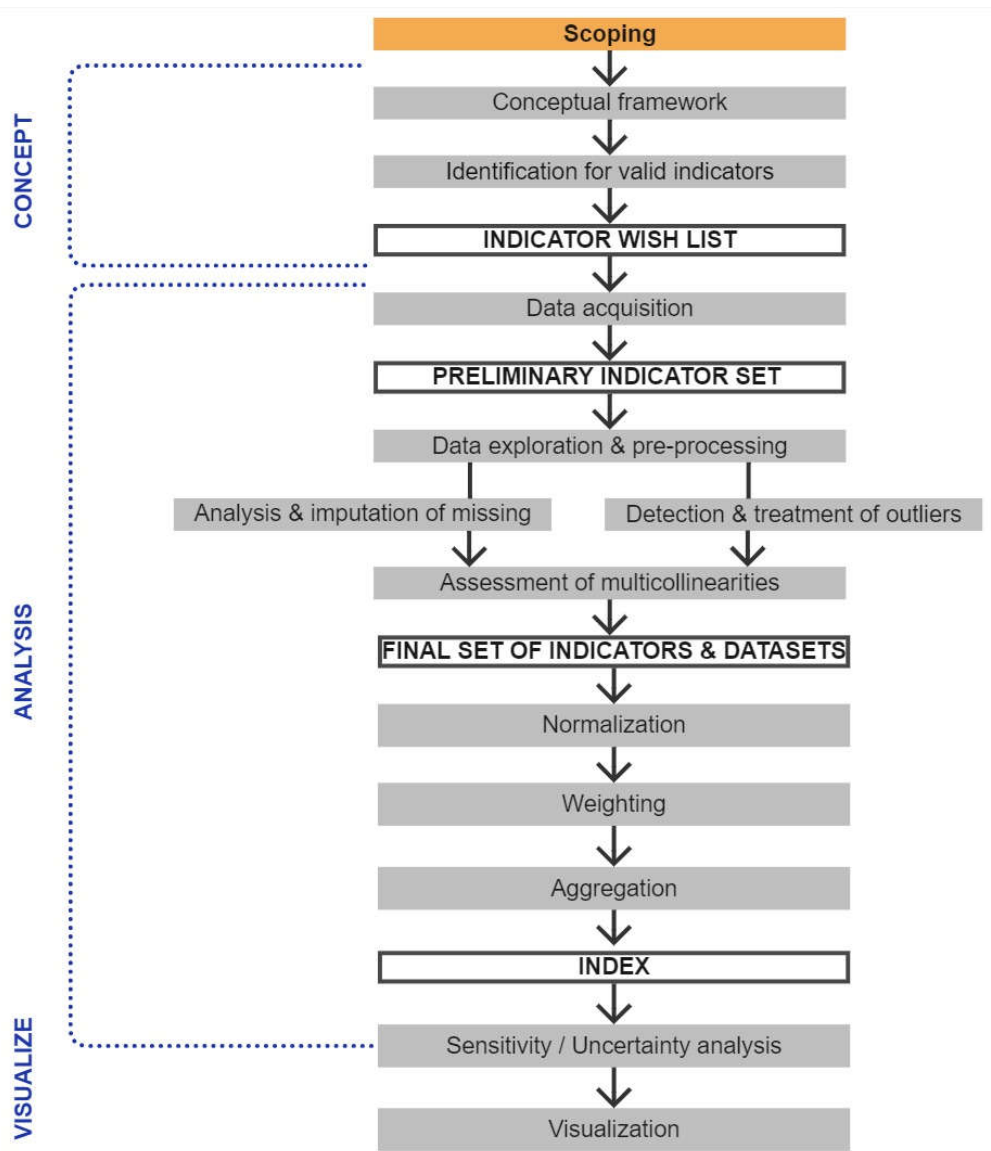 Scoping
CONCEPT
Conceptual framework
Identification for valid indicators
INDICATOR WISH LIST
ANALYSIS
Data acquisition
PRELIMINARY INDICATOR SET
Data exploration & pre-processing
Analysis & imputation of missing
Detection & treatment of outliers
Assessment of multicollinearities
FINAL SET OF INDICATORS & DATASETS
Normalization
Weighting
Aggregation
INDEX
VISUALIZE
Sensitivity / Uncertainty analysis
Visualization